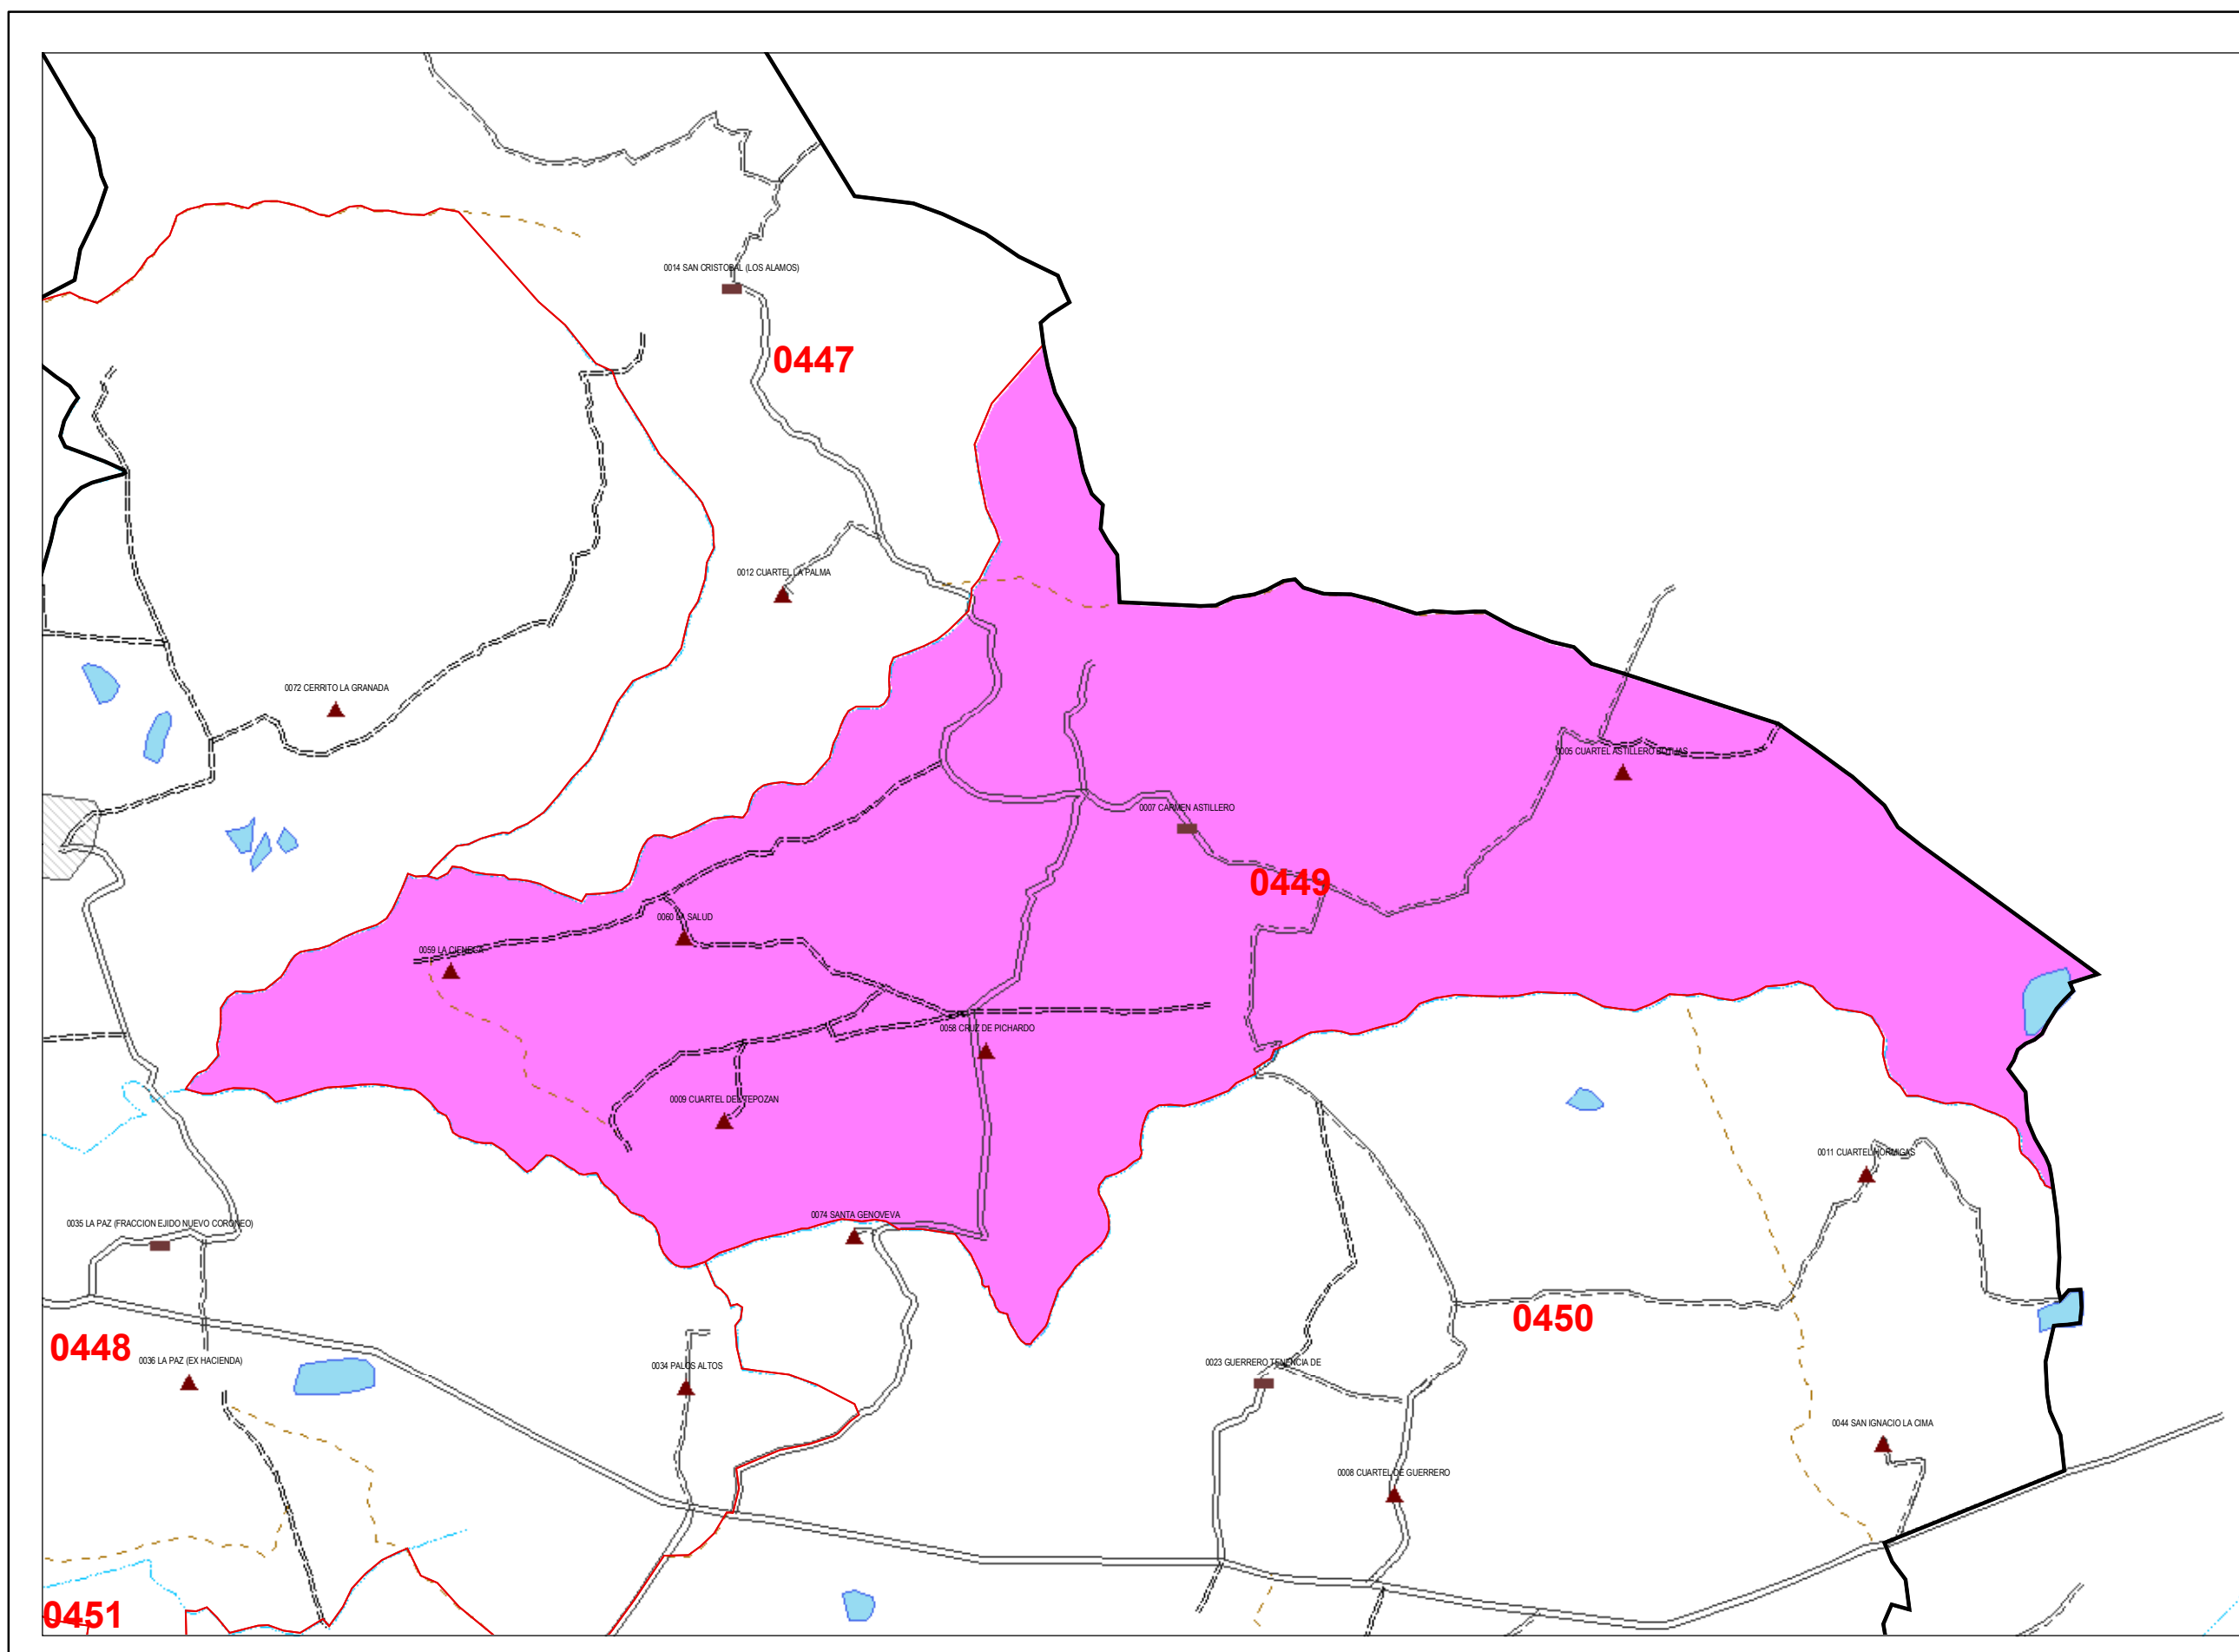 0014 SAN CRISTOBAL (LOS ALAMOS)
0447
0012 CUARTEL LA PALMA
0072 CERRITO LA GRANADA
0005 CUARTEL ASTILLERO BOTIJAS
0007 CARMEN ASTILLERO
0449
0060 LA SALUD
0059 LA CIENEGA
0058 CRUZ DE PICHARDO
0009 CUARTEL DEL TEPOZAN
0011 CUARTEL HORMIGAS
0074 SANTA GENOVEVA
0035 LA PAZ (FRACCION EJIDO NUEVO CORONEO)
0450
0448
0036 LA PAZ (EX HACIENDA)
0034 PALOS ALTOS
0023 GUERRERO TENENCIA DE
0044 SAN IGNACIO LA CIMA
0008 CUARTEL DE GUERRERO
0451